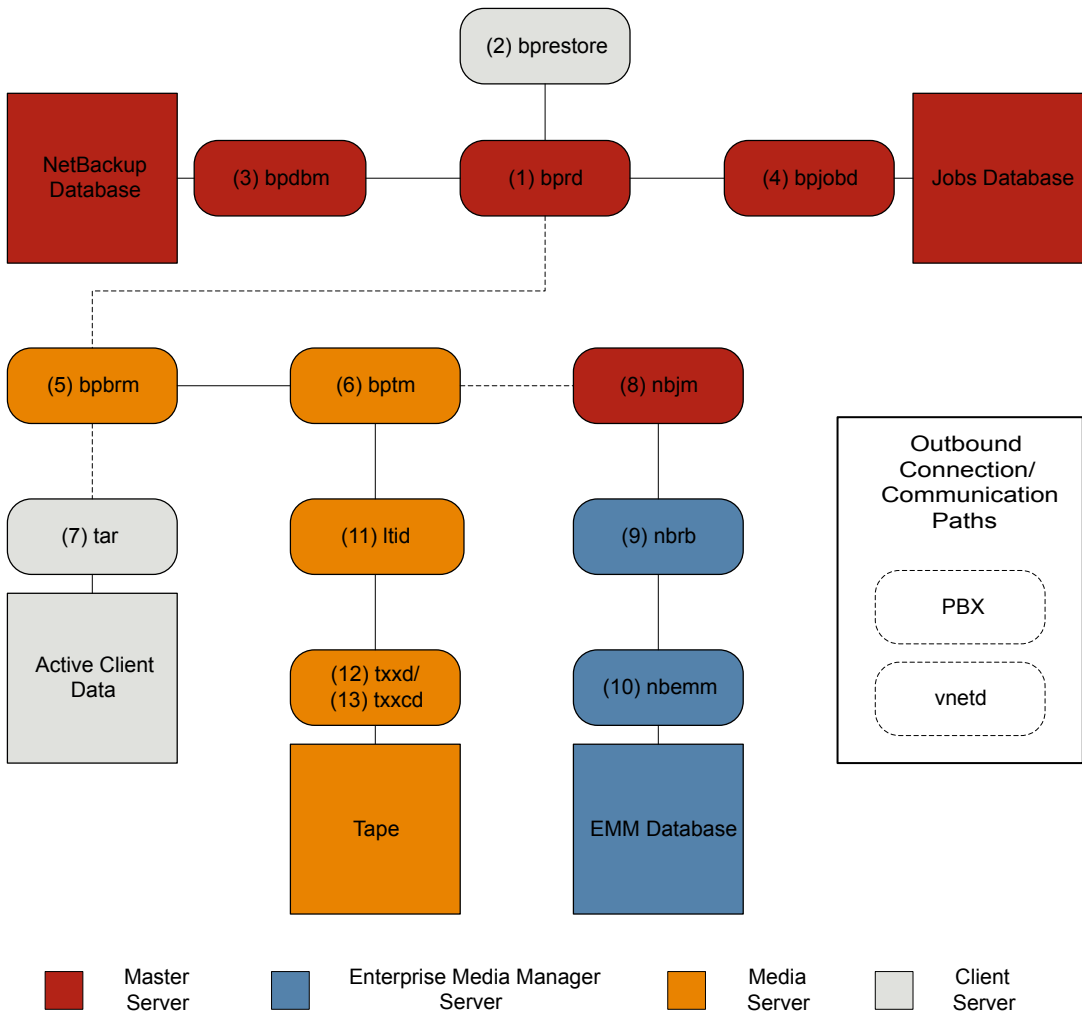 (2) bprestore
NetBackup
Database
(3) bpdbm
(1) bprd
(4) bpjobd
Jobs Database
(5) bpbrm
(6) bptm
(8) nbjm
Outbound
Connection/
Communication
Paths
(7) tar
(11) ltid
(9) nbrb
PBX
Active Client
Data
(12) txxd/
(13) txxcd
(10) nbemm
vnetd
Tape
EMM Database
Master
Server
Enterprise Media Manager
Server
Media
Server
Client
Server